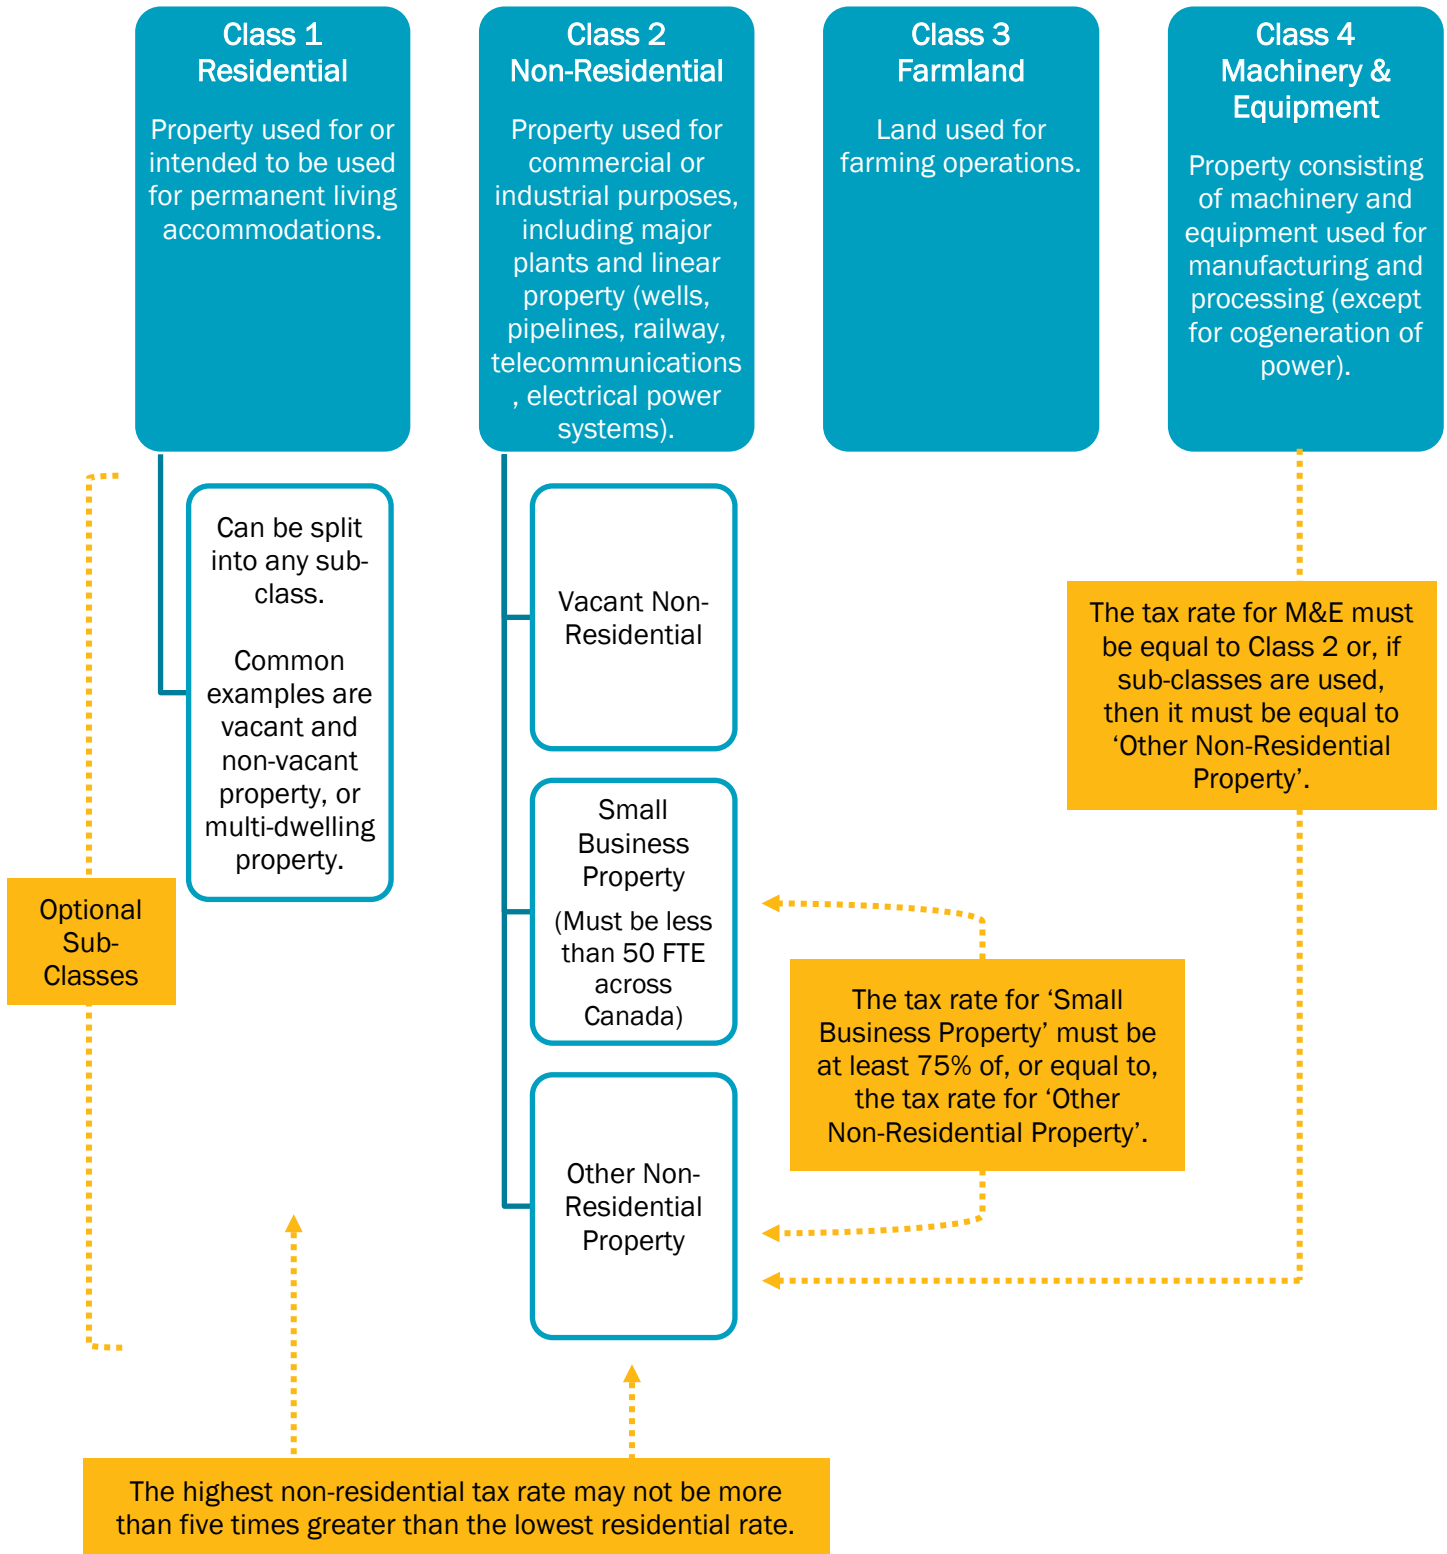 Class 1
Residential
Property used for or
intended to be used
for permanent living
accommodations.
Class 2
Non-Residential
Property used for
commercial or
industrial purposes,
including major
plants and linear
property (wells,
pipelines, railway,
telecommunications
, electrical power
systems).
Class 3
Farmland
Land used for
farming operations.
Class 4
Machinery &
Equipment
Property consisting
of machinery and
equipment used for
manufacturing and
processing (except
for cogeneration of
power).
Can be split
into any sub-
class.
Common
examples are
vacant and
non-vacant
property, or
multi-dwelling
property.
Vacant Non-
Residential
The tax rate for M&E must
be equal to Class 2 or, if
sub-classes are used,
then it must be equal to
‘Other Non-Residential
Property’.
Small
Business
Property
(Must be less
than 50 FTE
across
Canada)
Optional
Sub-
Classes
The tax rate for ‘Small
Business Property’ must be
at least 75% of, or equal to,
the tax rate for ‘Other
Non-Residential Property’.
Other Non-
Residential
Property
The highest non-residential tax rate may not be more
than five times greater than the lowest residential rate.